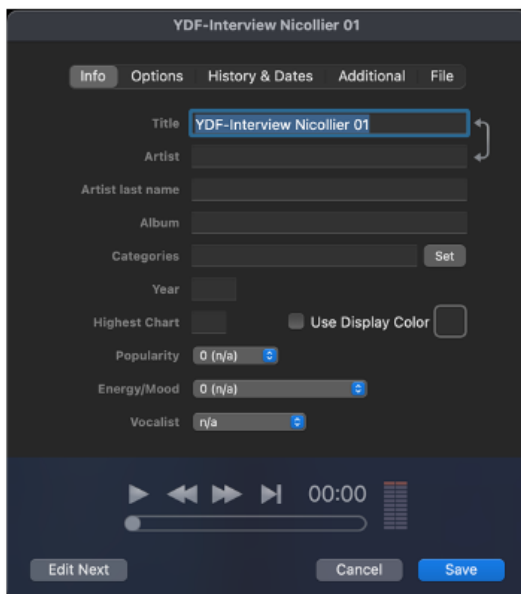 YDF-Interview Nicollier 01
Info Options History & Dates Additional File
Title YDF-Interview Nicollier 01
Artist
Artist last name
Album
Categories Set
Year
Highest Chart Use Display Color
Popularity 0 (n/a)
Energy/Mood 0 (n/a)
Vocalist n/a
00:00
Edit Next Cancel Save